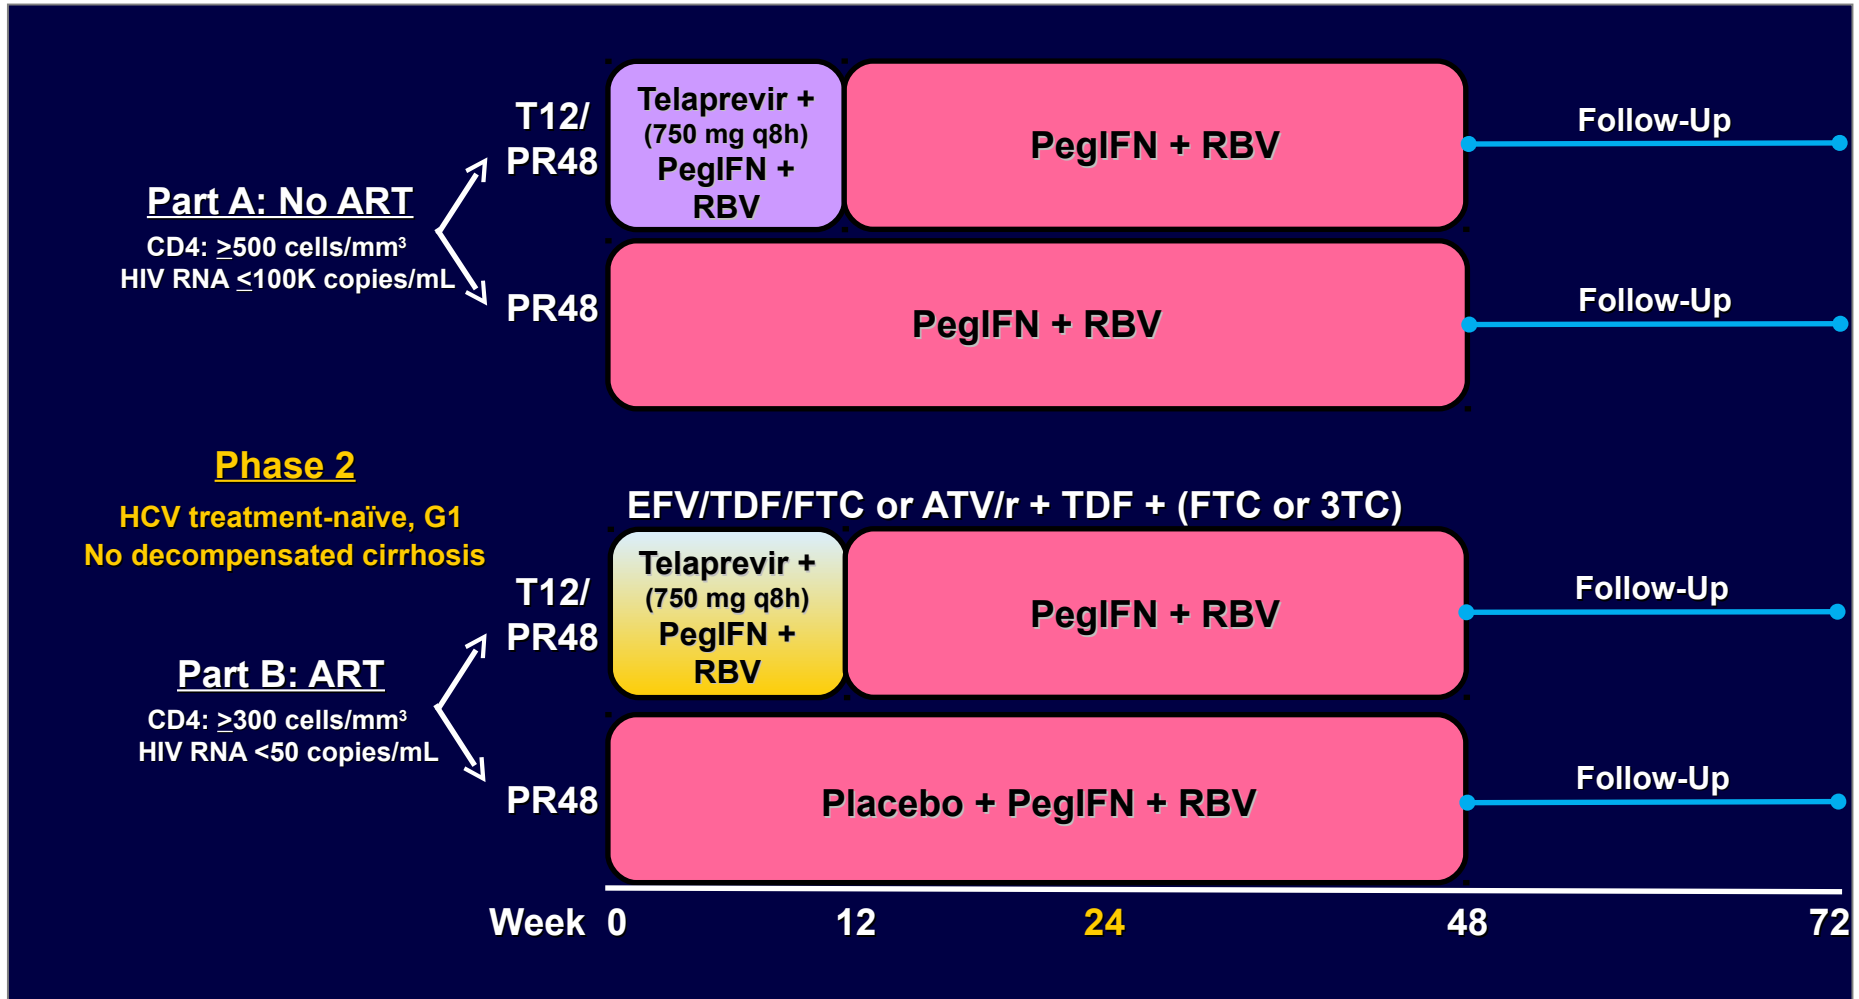 T12/
PR48
Telaprevir +
(750 mg q8h)
PegIFN +
RBV
PegIFN + RBV
Follow-Up
Part A: No ART
CD4: ≥500 cells/mm³
HIV RNA ≤100K copies/mL
PR48
PegIFN + RBV
Follow-Up
Phase 2
HCV treatment-naïve, G1
No decompensated cirrhosis
EFV/TDF/FTC or ATV/r + TDF + (FTC or 3TC)
T12/
PR48
Telaprevir +
(750 mg q8h)
PegIFN +
RBV
PegIFN + RBV
Follow-Up
Part B: ART
CD4: ≥300 cells/mm³
HIV RNA <50 copies/mL
PR48
Placebo + PegIFN + RBV
Follow-Up
Week 0 12 24 48 72